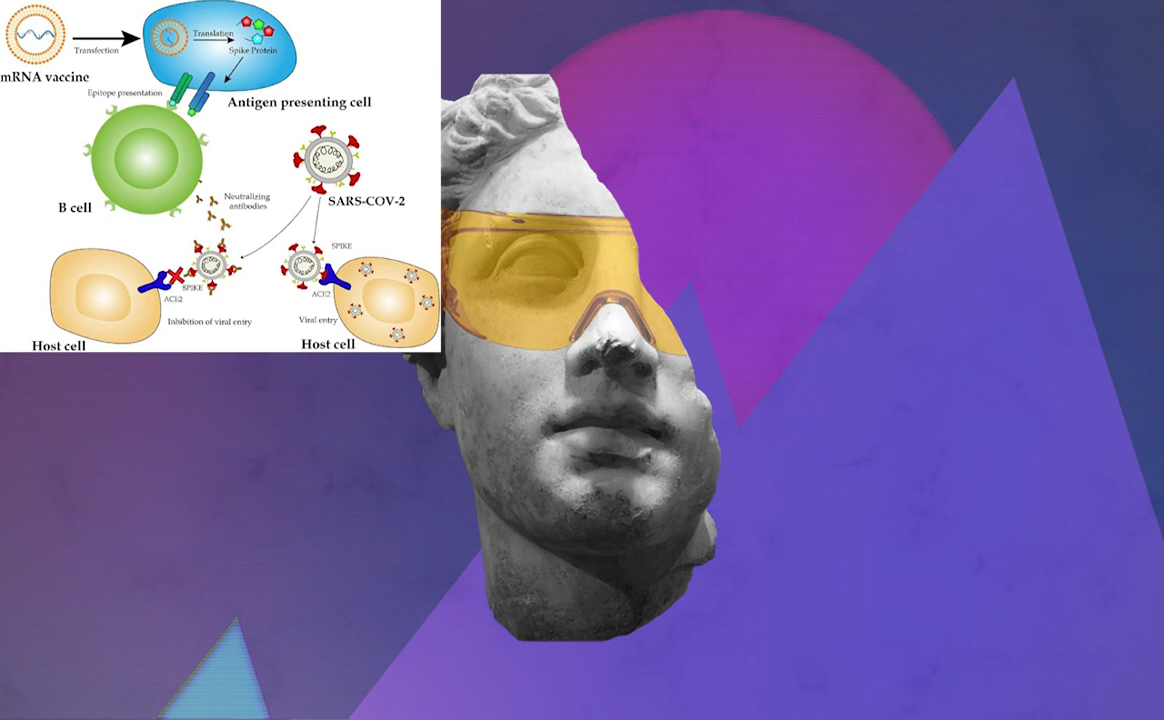 Transfection
Translation
Spike Protein
mRNA vaccine
Epitope presentation
Antigen presenting cell
B cell
Neutralizing
antibodies
SARS-COV-2
SPIKE
ACE2
Inhibition of viral entry
Host cell
SPIKE
ACE2
Viral entry
Host cell